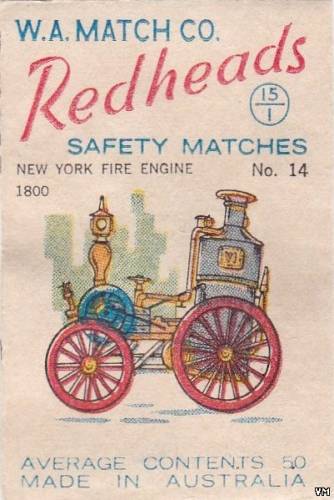 W.A. MATCH CO.
Redheads
15
1
SAFETY MATCHES
NEW YORK FIRE ENGINE No. 14
1800
AVERAGE CONTENTS 50
MADE IN AUSTRALIA
VM